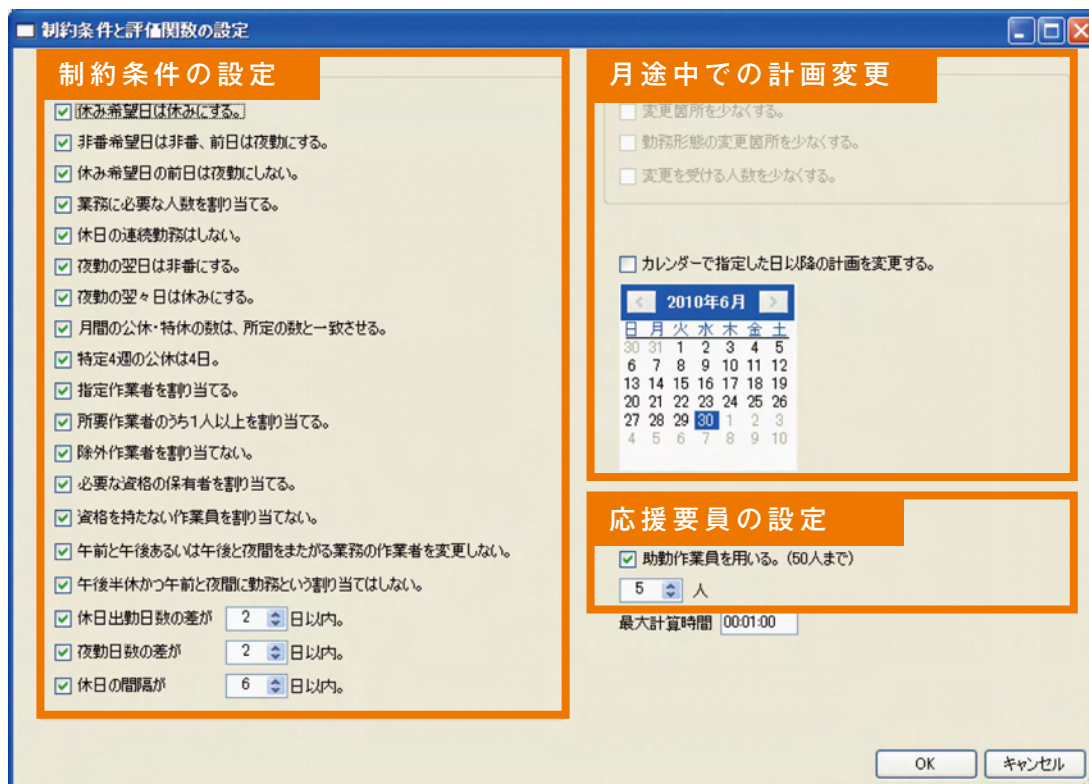 制約条件と評価関数の設定
制約条件の設定
休み希望日は休みにする。
非番希望日は非番、前日は夜勤にする。
休み希望日の前日は夜勤にしない。
業務に必要な人数を割り当てる。
休日の連続勤務はしない。
夜勤の翌日は非番にする。
夜勤の翌々日は休みにする。
月間の公休・特休の数は、所定の数と一致させる。
特定4週の公休は4日。
指定作業者を割り当てる。
所要作業者のうち1人以上を割り当てる。
除外作業者を割り当てない。
必要な資格の保有者を割り当てる。
資格を持たない作業員を割り当てない。
午前と午後あるいは午後と夜間をまたがる業務の作業者を変更しない。
午後半休かつ午前と夜間に勤務という割り当てはしない。
休日出勤日数の差が 2 日以内。
夜勤日数の差が 2 日以内。
休日の間隔が 6 日以内。
月途中での計画変更
変更箇所を少なくする。
勤務形態の変更箇所を少なくする。
変更を受ける人数を少なくする。
カレンダーで指定した日以降の計画を変更する。
2010年6月
日 月 火 水 木 金 土
30 31 1 2 3 4 5
6 7 8 9 10 11 12
13 14 15 16 17 18 19
20 21 22 23 24 25 26
27 28 29 30 1 2 3
4 5 6 7 8 9 10
応援要員の設定
助勤作業員を用いる。(50人まで)
5 人
最大計算時間 00:01:00
OK キャンセル